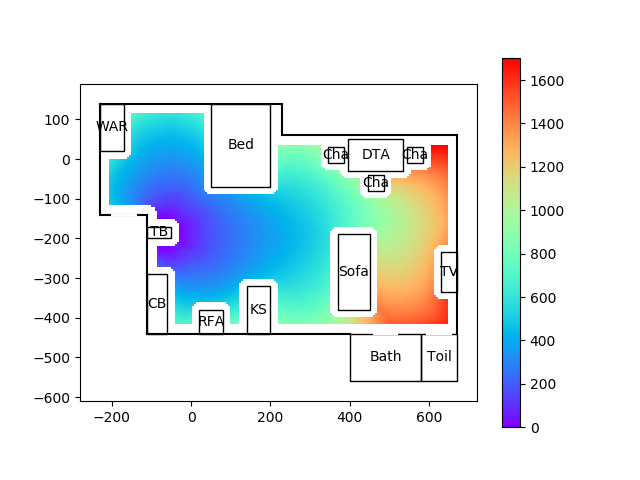 WAR
Bed
Cha
DTA
Cha
Cha
TB
Sofa
TV
CB
RFA
KS
Bath
Toil
100
0
−100
−200
−300
−400
−500
−600
−200
0
200
400
600
1600
1400
1200
1000
800
600
400
200
0